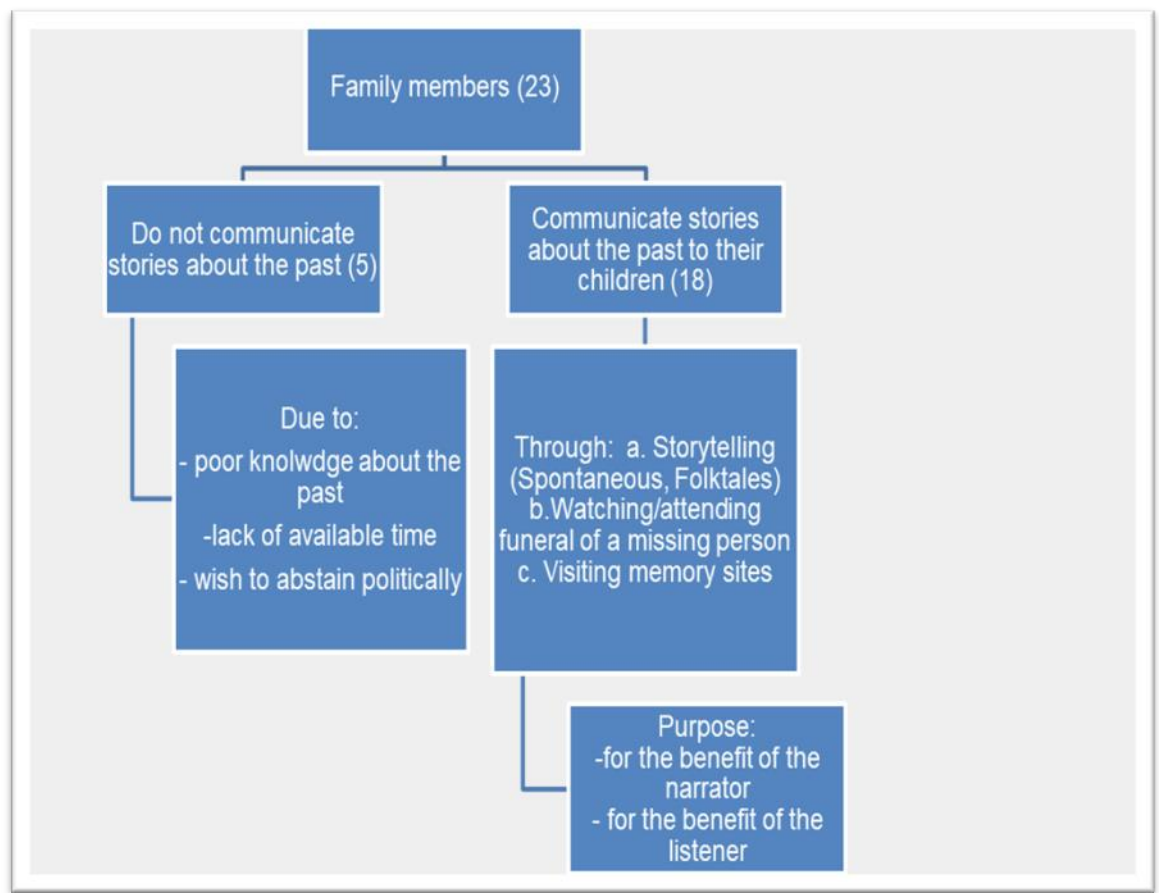 Family members (23)
Do not communicate
stories about the past (5)
Communicate stories
about the past to their
children (18)
Due to:
- poor knolwdge about the
past
-lack of available time
- wish to abstain politically
Through:  a. Storytelling
(Spontaneous, Folktales)
b.Watching/attending
funeral of a missing person
c. Visiting memory sites
Purpose:
-for the benefit of the
narrator
- for the benefit of the
listener